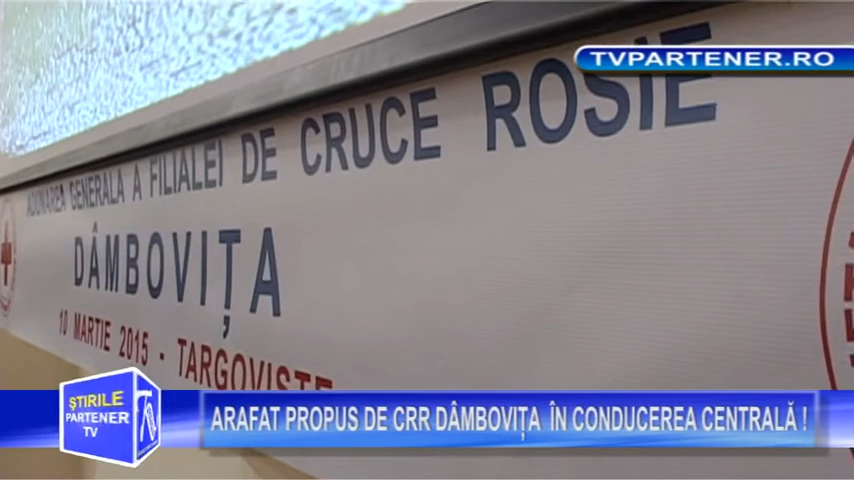 TVPARTENER.RO
ADUNAREA GENERALA A FILIALEI DE CRUCE ROSIE
DÂMBOVIȚA
10 MARTIE 2015 - TARGOVISTE
ȘTIRILE
PARTENER
TV
ARAFAT PROPUS DE CRR DÂMBOVIȚA ÎN CONDUCEREA CENTRALĂ !